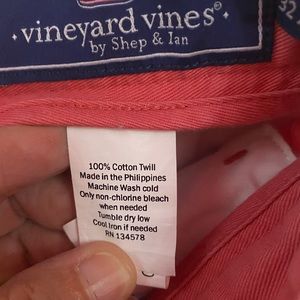 vineyard vines®
by Shep & Ian
32
100% Cotton Twill
Made in the Philippines
Machine Wash cold
Only non-chlorine bleach
when needed
Tumble dry low
Cool Iron if needed
RN 134578